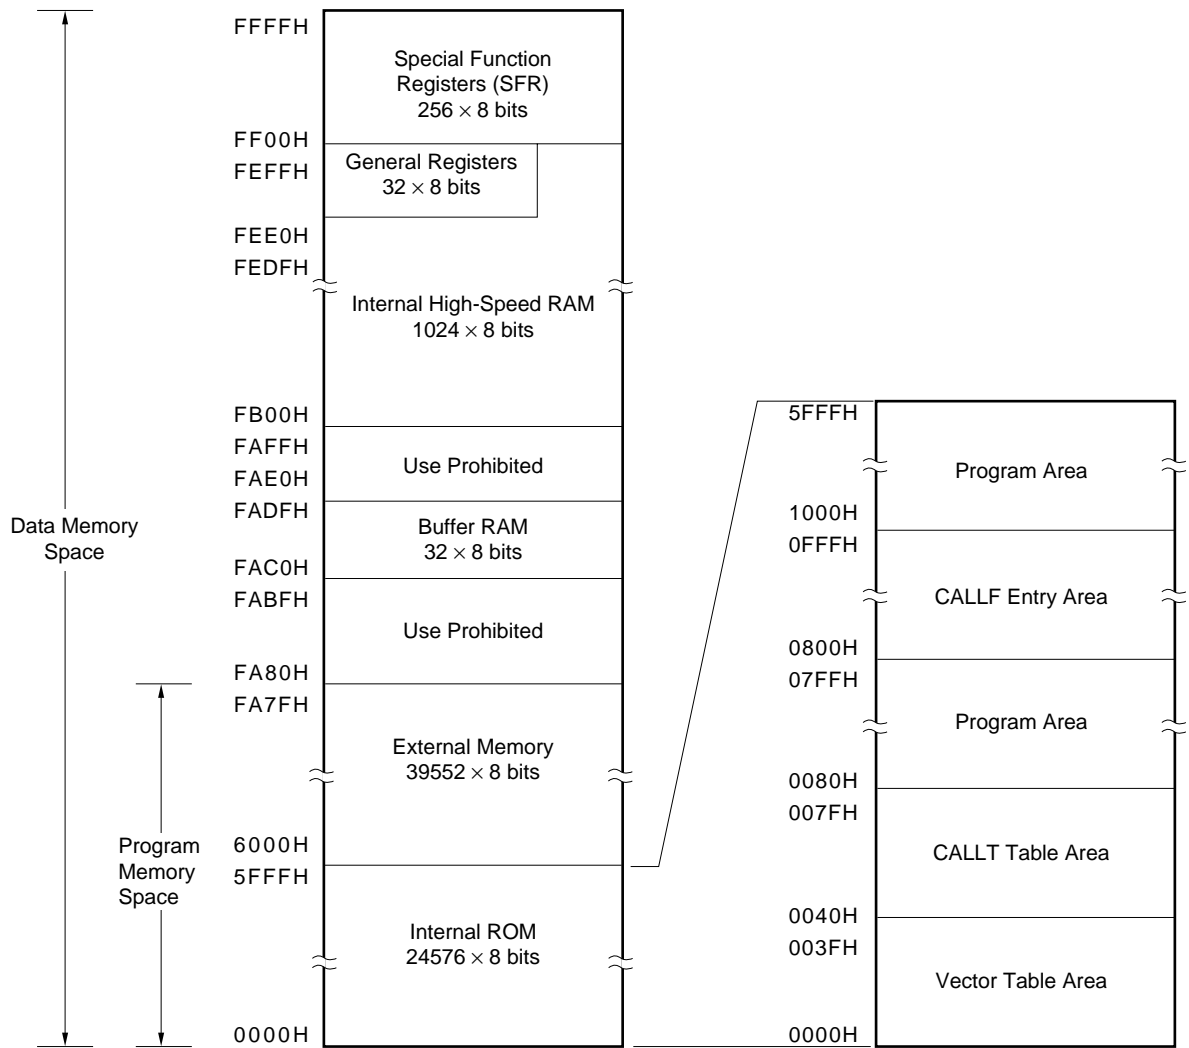 FFFFH
Special Function
Registers (SFR)
256 × 8 bits
FF00H
General Registers
32 × 8 bits
FEFFH
FEE0H
FEDFH
Internal High-Speed RAM
1024 × 8 bits
FB00H
FAFFH
Use Prohibited
FAE0H
FADFH
Buffer RAM
32 × 8 bits
FAC0H
FABFH
Use Prohibited
FA80H
FA7FH
External Memory
39552 × 8 bits
6000H
5FFFH
Internal ROM
24576 × 8 bits
0000H
Data Memory
Space
Program
Memory
Space
5FFFH
Program Area
1000H
0FFFH
CALLF Entry Area
0800H
07FFH
Program Area
0080H
007FH
CALLT Table Area
0040H
003FH
Vector Table Area
0000H